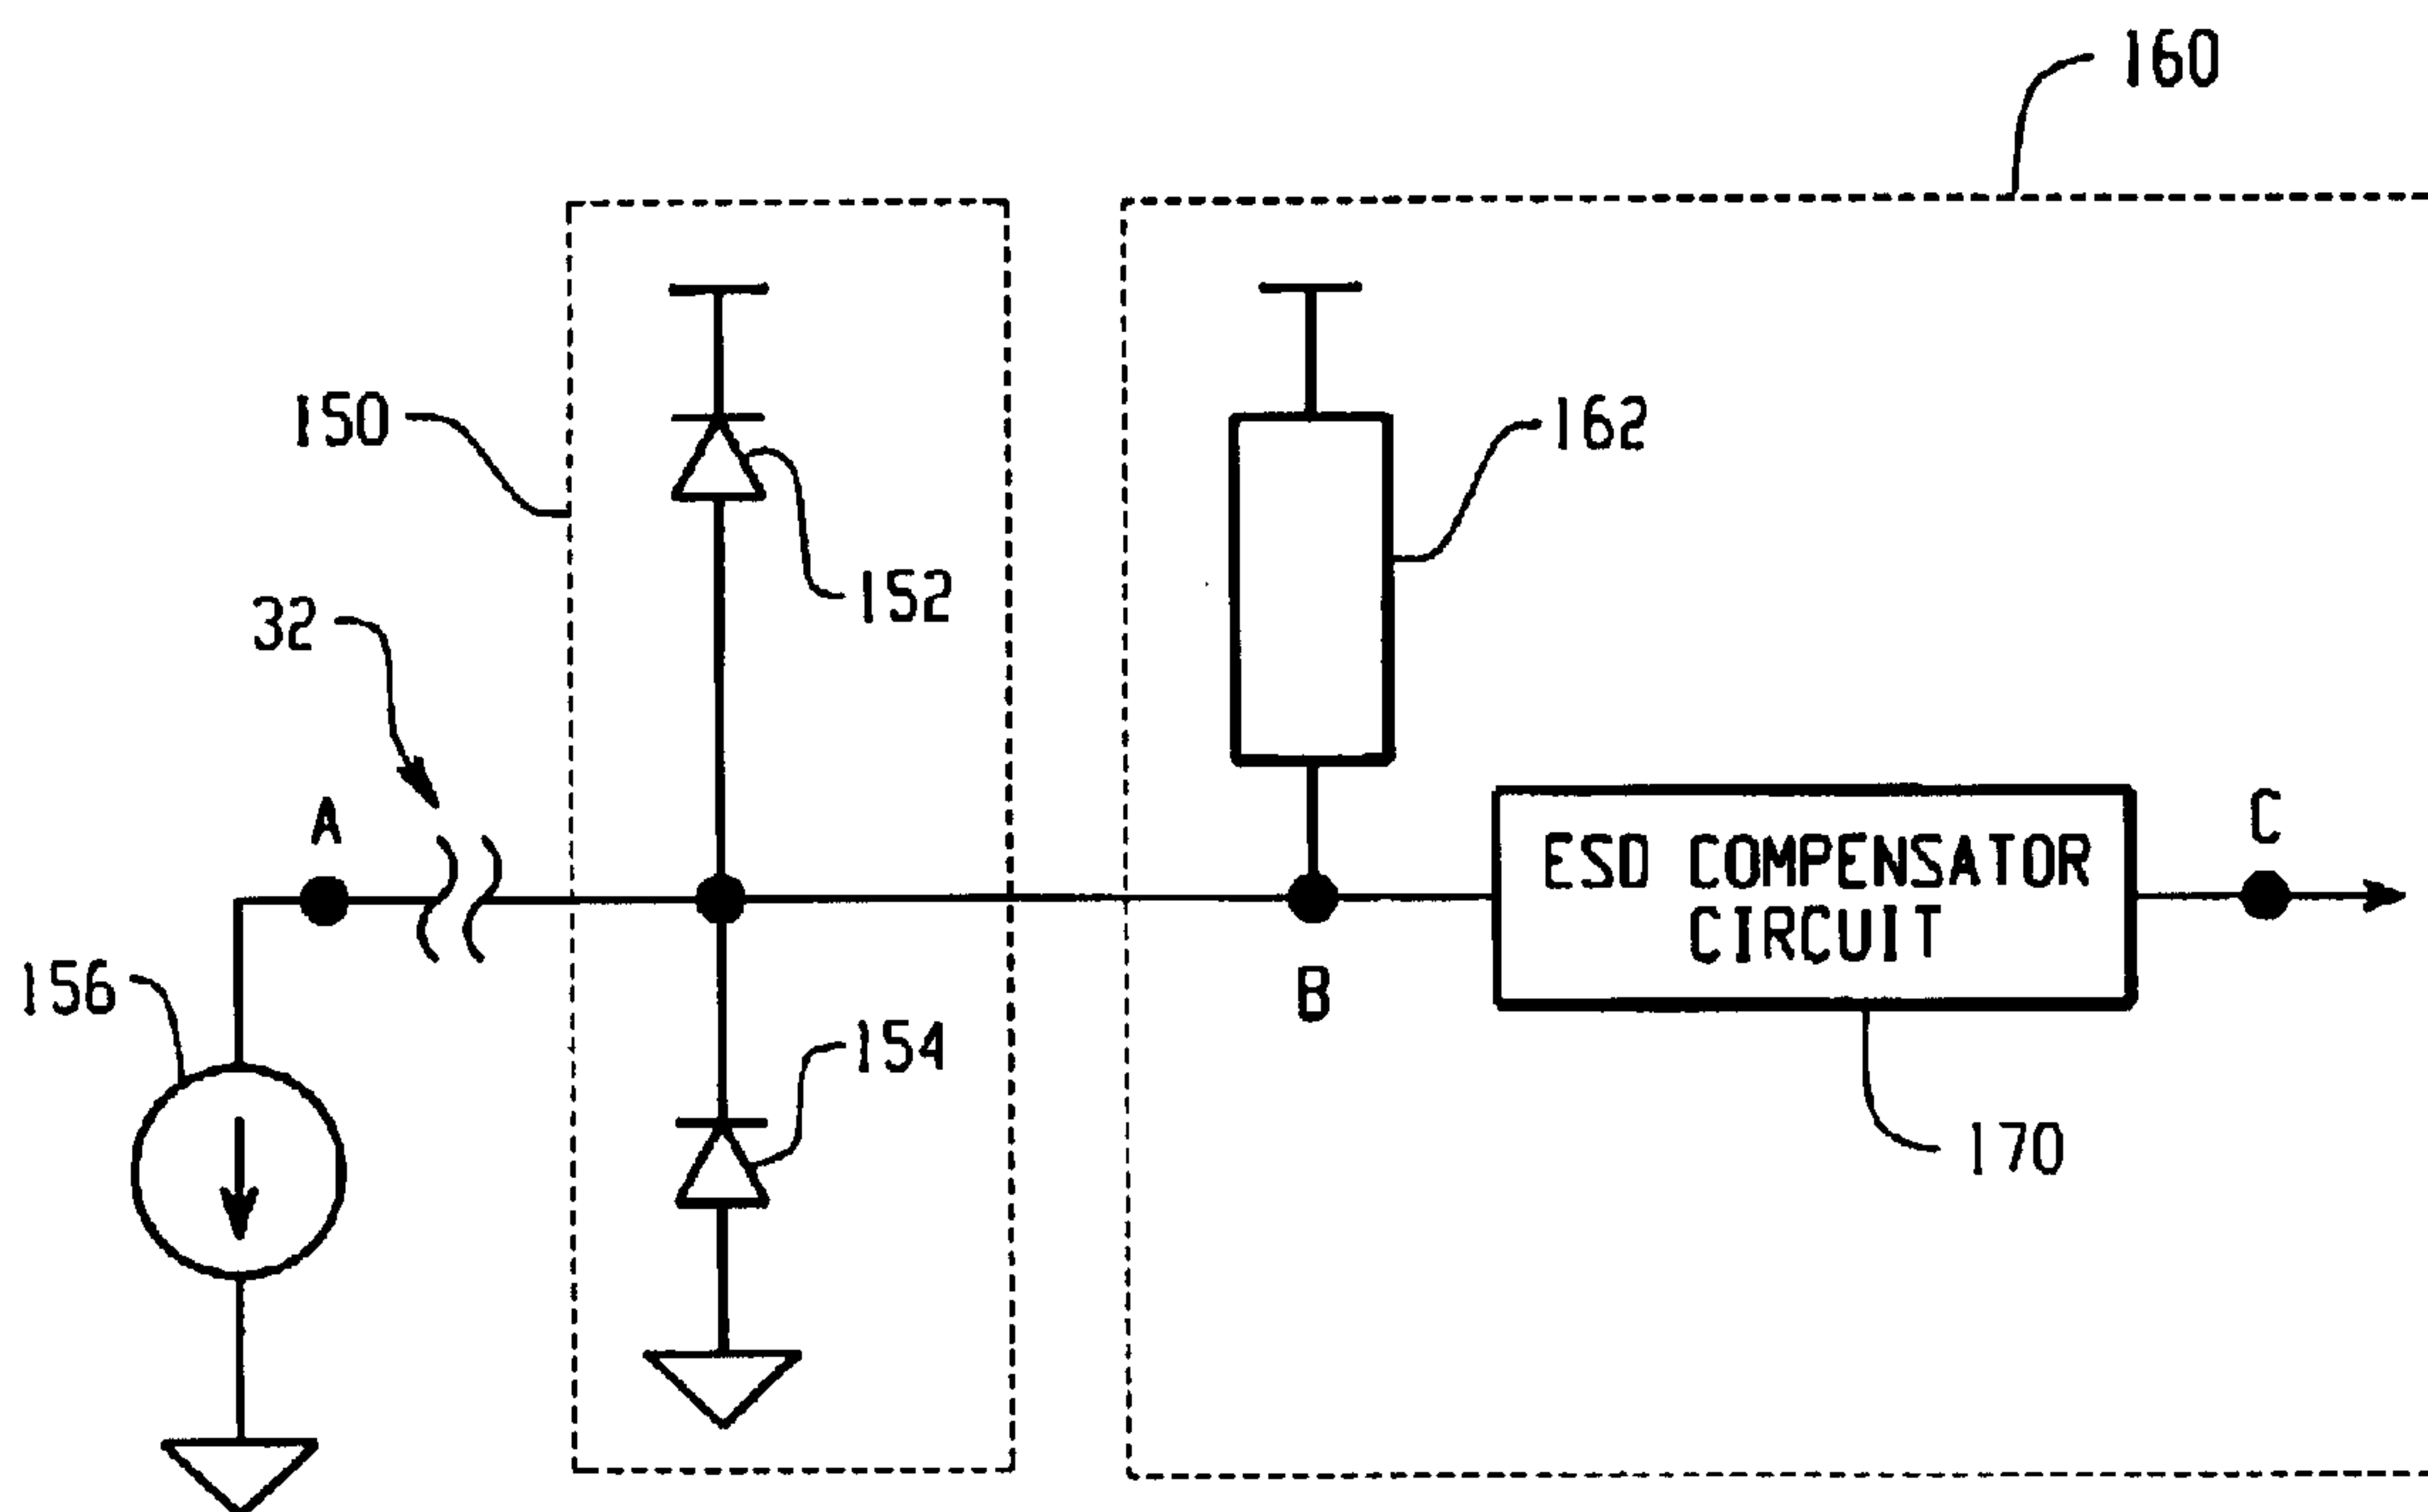 160
150
162
152
32
A
C
ESD COMPENSATOR
CIRCUIT
156
B
154
170